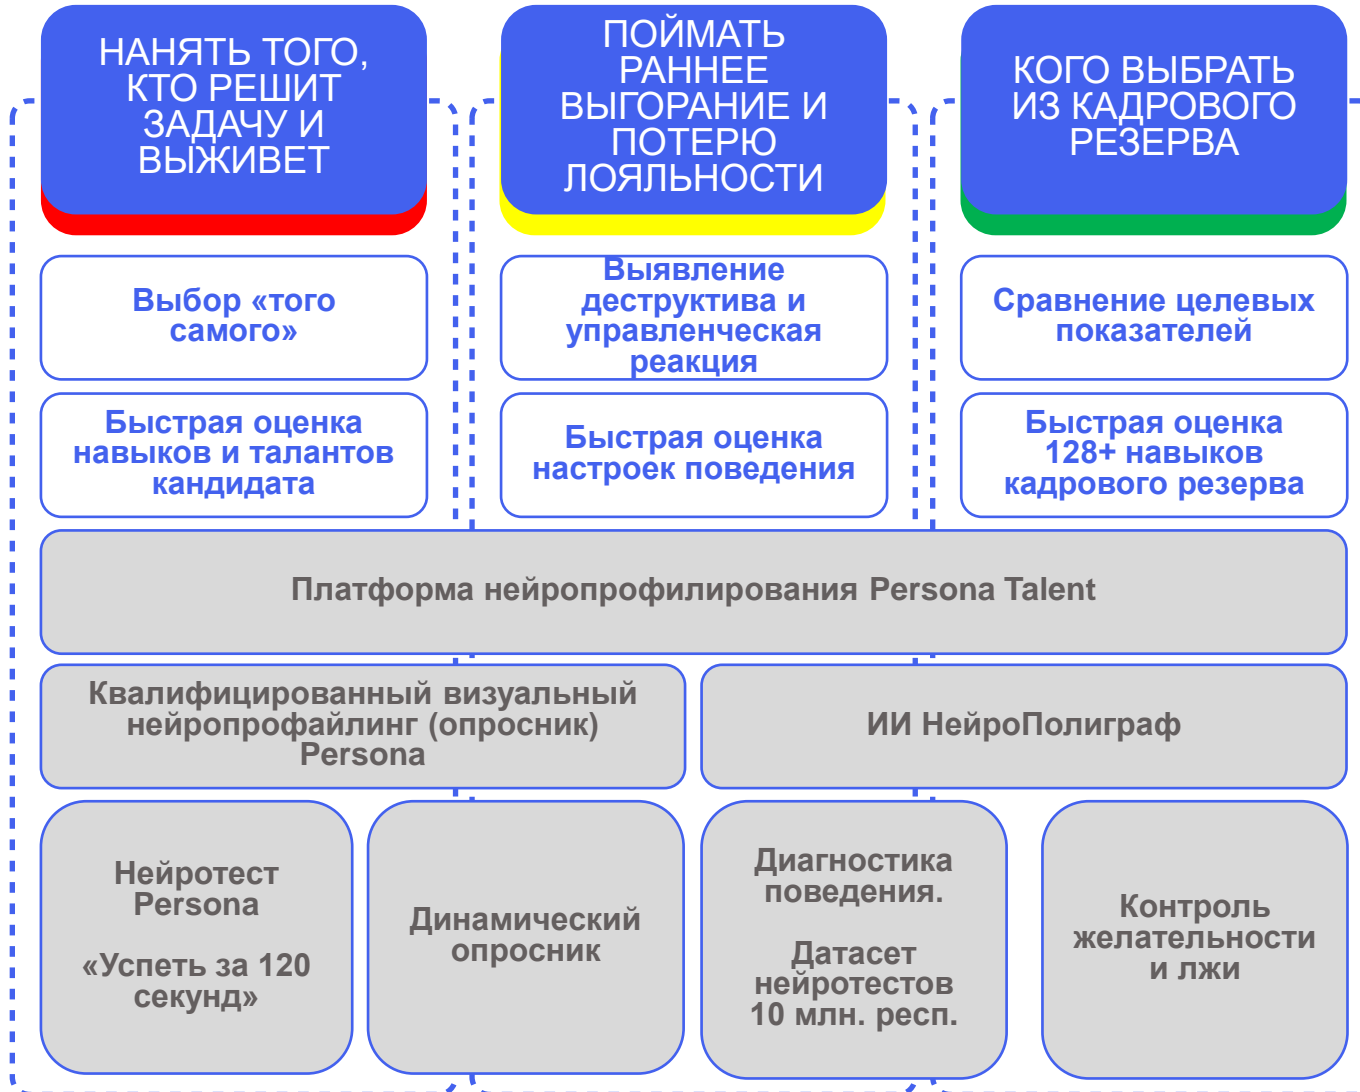 НАНЯТЬ ТОГО,
КТО РЕШИТ
ЗАДАЧУ И
ВЫЖИВЕТ
ПОЙМАТЬ
РАННЕЕ
ВЫГОРАНИЕ И
ПОТЕРЮ
ЛОЯЛЬНОСТИ
КОГО ВЫБРАТЬ
ИЗ КАДРОВОГО
РЕЗЕРВА
Выбор «того
самого»
Выявление
деструктива и
управленческая
реакция
Сравнение целевых
показателей
Быстрая оценка
навыков и талантов
кандидата
Быстрая оценка
настроек поведения
Быстрая оценка
128+ навыков
кадрового резерва
Платформа нейропрофилирования Persona Talent
Квалифицированный визуальный
нейропрофайлинг (опросник)
Persona
ИИ НейроПолиграф
Нейротест
Persona
«Успеть за 120
секунд»
Динамический
опросник
Диагностика
поведения.
Датасет
нейротестов
10 млн. респ.
Контроль
желательности
и лжи